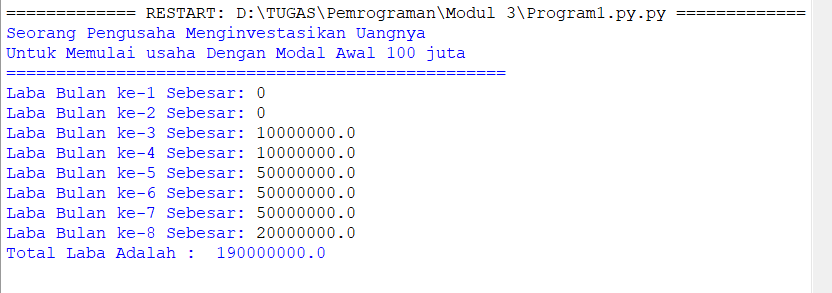 ============= RESTART: D:\TUGAS\Pemrograman\Modul 3\Program1.py.py =============
Seorang Pengusaha Menginvestasikan Uangnya
Untuk Memulai usaha Dengan Modal Awal 100 juta
==================================================
Laba Bulan ke-1 Sebesar: 0
Laba Bulan ke-2 Sebesar: 0
Laba Bulan ke-3 Sebesar: 10000000.0
Laba Bulan ke-4 Sebesar: 10000000.0
Laba Bulan ke-5 Sebesar: 50000000.0
Laba Bulan ke-6 Sebesar: 50000000.0
Laba Bulan ke-7 Sebesar: 50000000.0
Laba Bulan ke-8 Sebesar: 20000000.0
Total Laba Adalah :  190000000.0